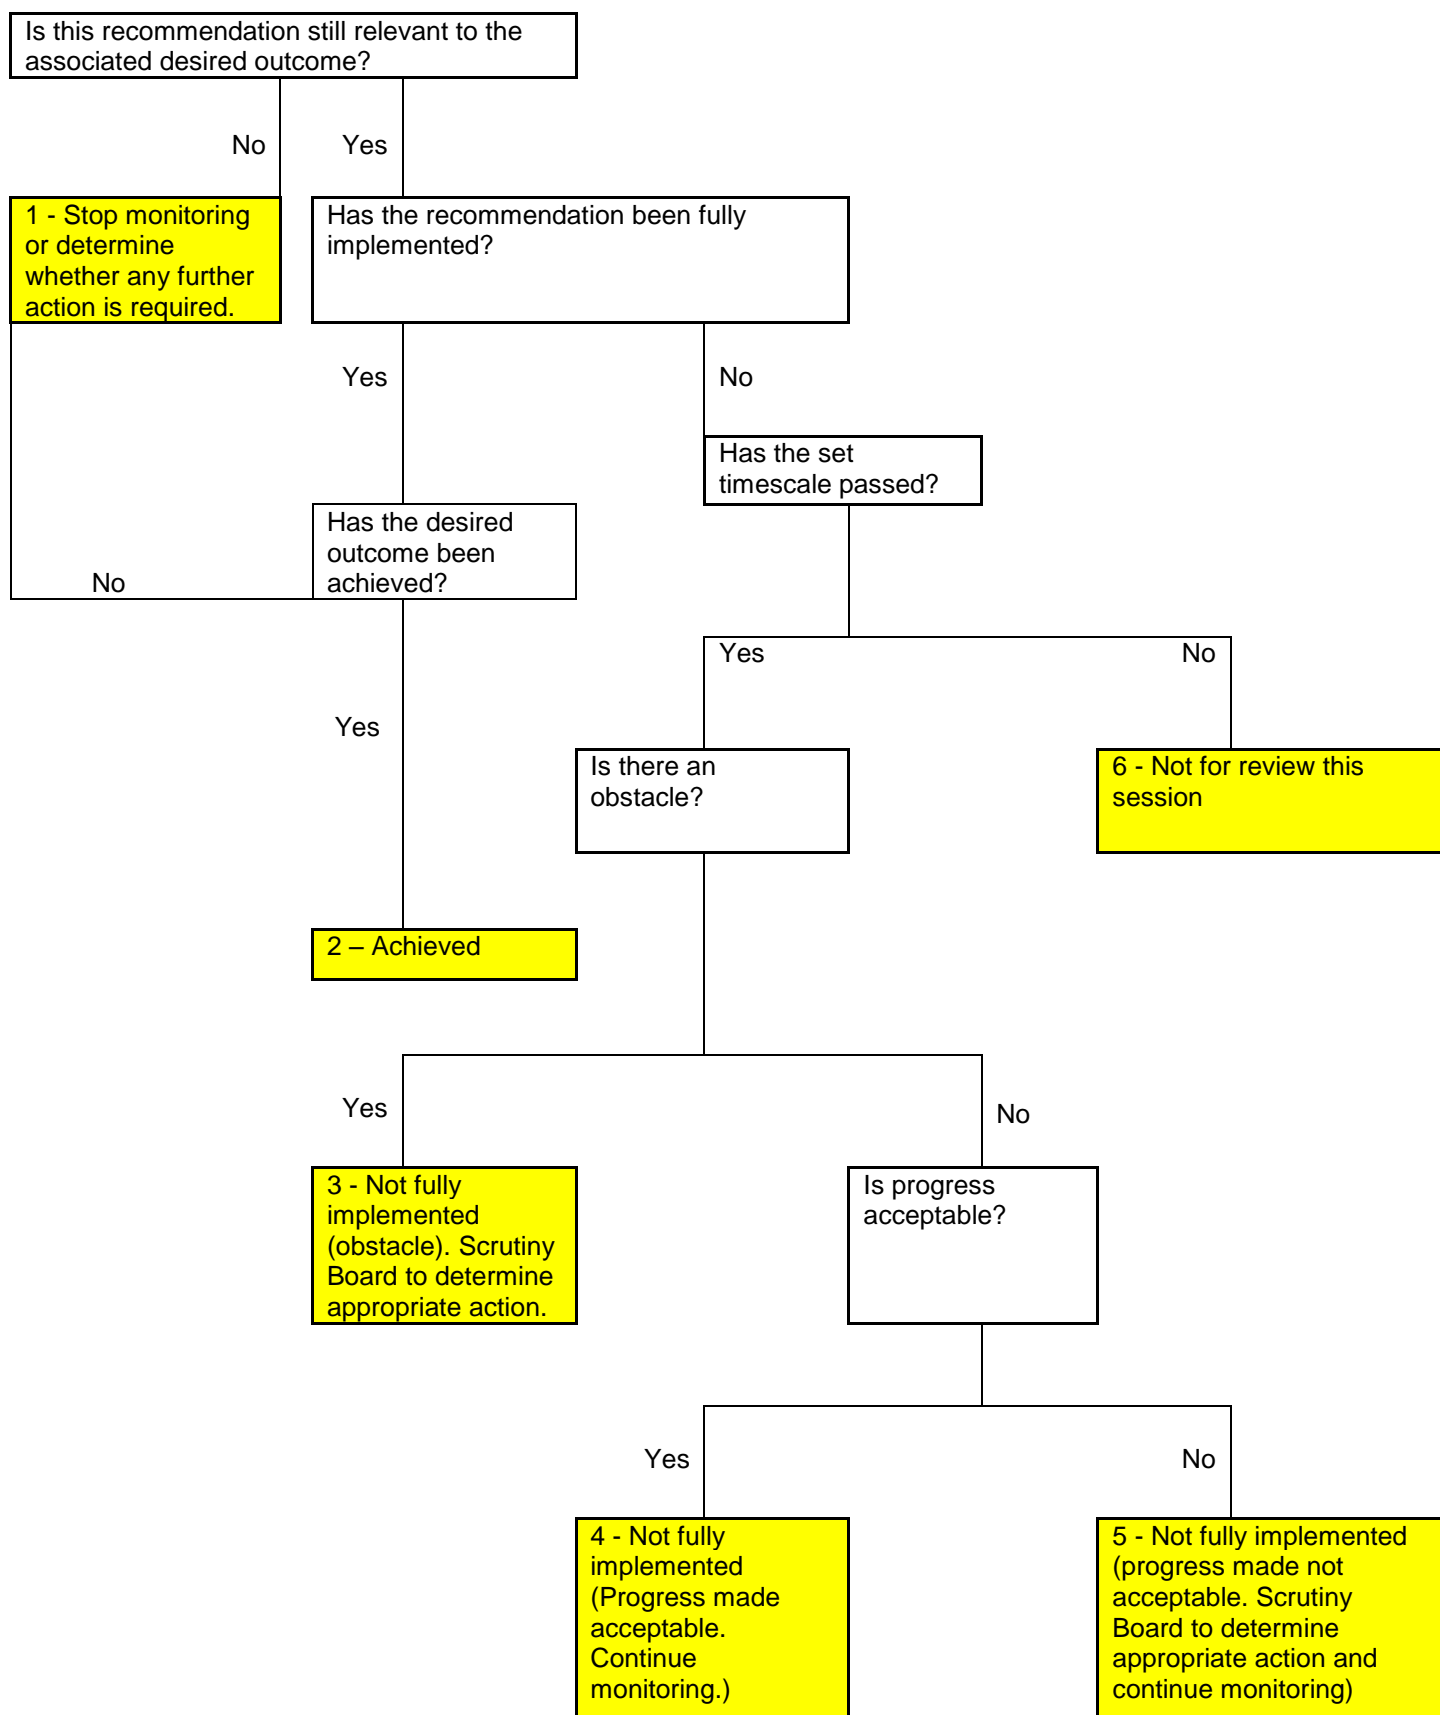 Is this recommendation still relevant to the
associated desired outcome?
No
Yes
1 - Stop monitoring
or determine
whether any further
action is required.
Has the recommendation been fully
implemented?
Yes
No
Has the set
timescale passed?
Has the desired
outcome been
achieved?
No
Yes
No
Yes
Is there an
obstacle?
6 - Not for review this
session
2 – Achieved
Yes
No
3 - Not fully
implemented
(obstacle). Scrutiny
Board to determine
appropriate action.
Is progress
acceptable?
Yes
No
4 - Not fully
implemented
(Progress made
acceptable.
Continue
monitoring.)
5 - Not fully implemented
(progress made not
acceptable. Scrutiny
Board to determine
appropriate action and
continue monitoring)